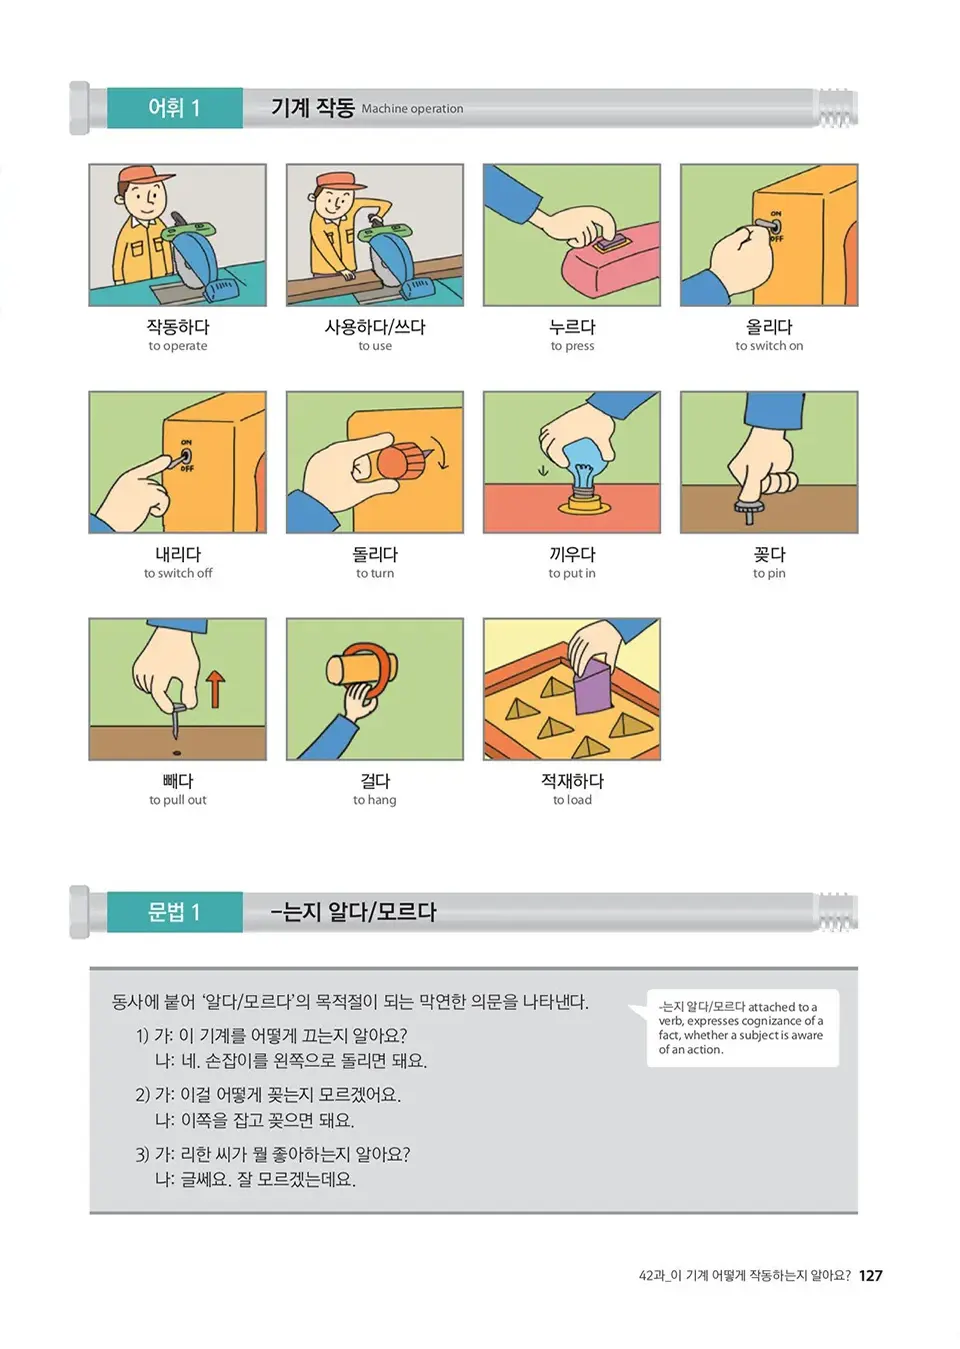 어휘 1
기계 작동 Machine operation
ON
OFF
작동하다
사용하다/쓰다
누르다
올리다
to operate
to use
to press
to switch on
ON
OFF
내리다
돌리다
끼우다
꽂다
to switch off
to turn
to put in
to pin
빼다
걸다
적재하다
to pull out
to hang
to load
문법 1
-는지 알다/모르다
동사에 붙어 ‘알다/모르다’의 목적절이 되는 막연한 의문을 나타낸다.
-는지 알다/모르다 attached to a
verb, expresses cognizance of a
fact, whether a subject is aware
of an action.
1) 가: 이 기계를 어떻게 끄는지 알아요?
나: 네. 손잡이를 왼쪽으로 돌리면 돼요.
2) 가: 이걸 어떻게 꽂는지 모르겠어요.
나: 이쪽을 잡고 꽂으면 돼요.
3) 가: 리한 씨가 뭘 좋아하는지 알아요?
나: 글쎄요. 잘 모르겠는데요.
42과_이 기계 어떻게 작동하는지 알아요? 127